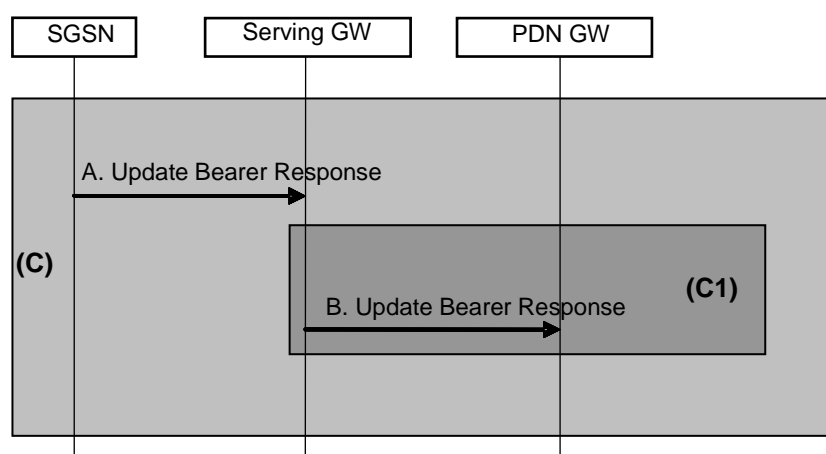 SGSN
Serving GW
PDN GW
A. Update Bearer Response
(C)
(C1)
B. Update Bearer Response